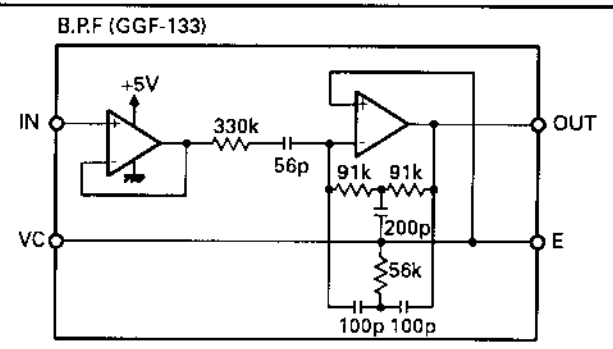 B.P.F (GGF-133)
+5V
IN
+
-
330k
56p
+
-
OUT
91k
91k
200p
VC
E
56k
100p
100p